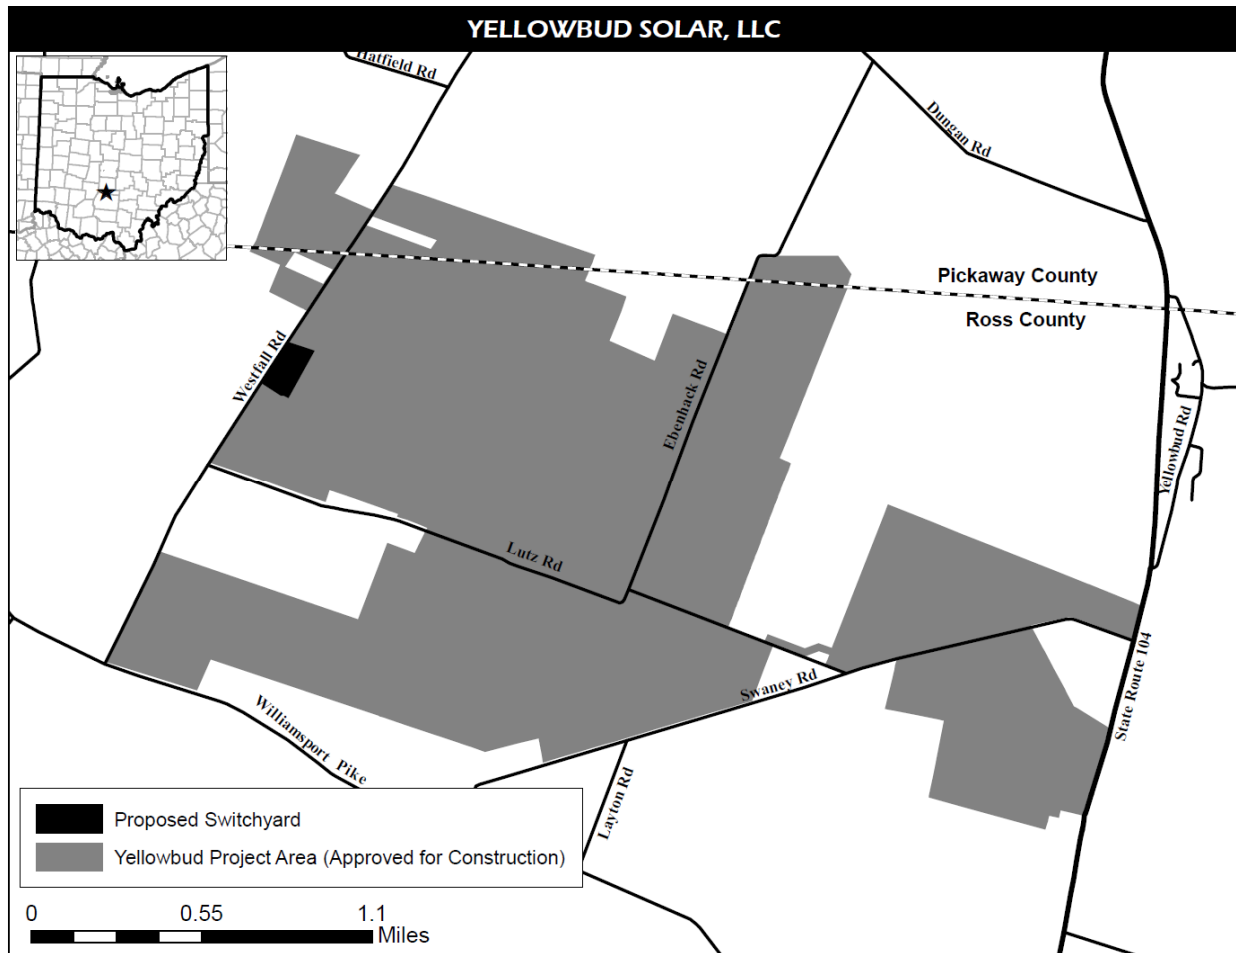 YELLOWBUD SOLAR, LLC
Hatfield Rd
Dungan Rd
Pickaway County
Ross County
Westfall Rd
Ebenhack Rd
Yellowbud Rd
Lutz Rd
Swaney Rd
State Route 104
Williamsport Pike
Layton Rd
Proposed Switchyard
Yellowbud Project Area (Approved for Construction)
0 0.55 1.1
Miles